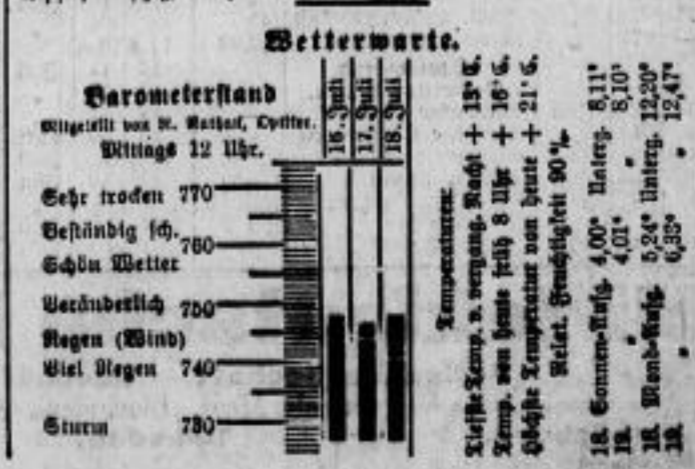 Wetterwarte.
Barometerstand
Mitgeteilt von R. Nathan, Optiker.
Mittags 12 Uhr.
16. Juli
17. Juli
18. Juli
Sehr trocken 770
Beständig sch.
760
Schön Wetter
Veränderlich 750
Regen (Wind)
Viel Regen 740
Sturm 730
Temperaturen:
Tiefste Temp. v. vergang. Nacht + 13° C.
Temp. von heute früh 8 Uhr + 16° C.
Höchste Temperatur von heute + 21° C.
Relat. Feuchtigkeit 90 %.
18. Sonnen-Aufg. 4,00° Unterg. 8,11°
19. „ 4,01° „ 8,10°
18. Mond-Aufg. 5,24° Unterg. 12,20°
19. „ 6,33° „ 12,47°